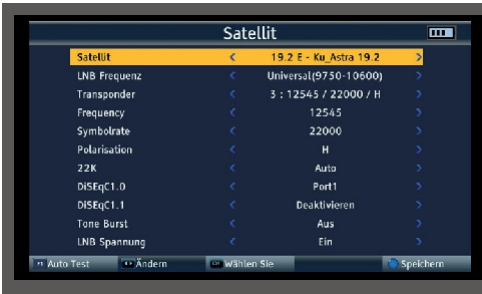 Satellit
Satellit < 19.2 E - Ku_Astra 19.2 >
LNB Frequenz < Universal(9750-10600) >
Transponder < 3 : 12545 / 22000 / H >
Frequency < 12545 >
Symbolrate < 22000 >
Polarisation < H >
22K < Auto >
DiSEqC1.0 < Port1 >
DiSEqC1.1 < Deaktivieren >
Tone Burst < Aus >
LNB Spannung < Ein >
Auto Test Ändern Wählen Sie Speichern